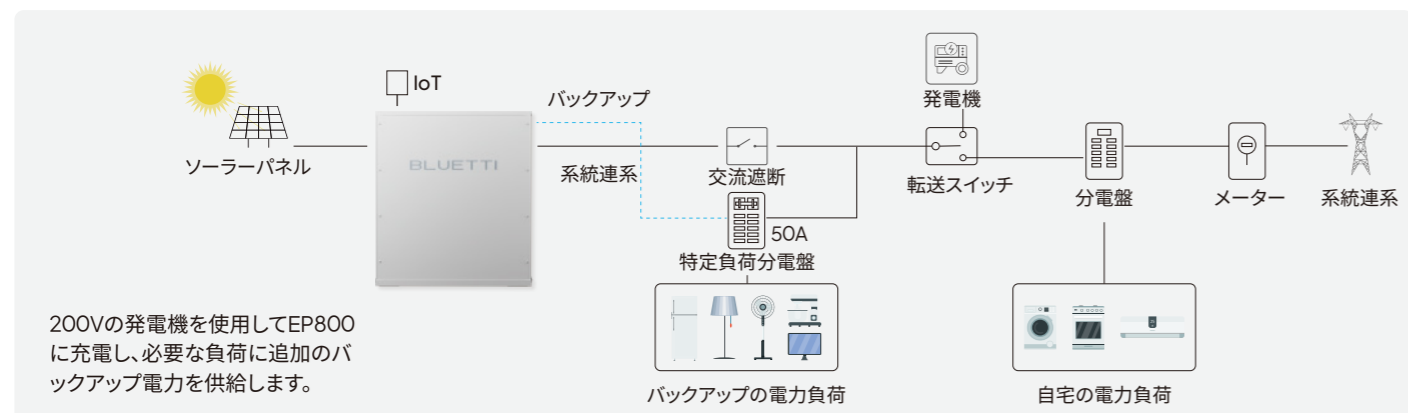 IoT
発電機
バックアップ
ソーラーパネル
BLUETTI
系統連系
交流遮断
転送スイッチ
分電盤
メーター
系統連系
50A
特定負荷分電盤
200Vの発電機を使用してEP800
に充電し、必要な負荷に追加のバ
ックアップ電力を供給します。
バックアップの電力負荷
自宅の電力負荷